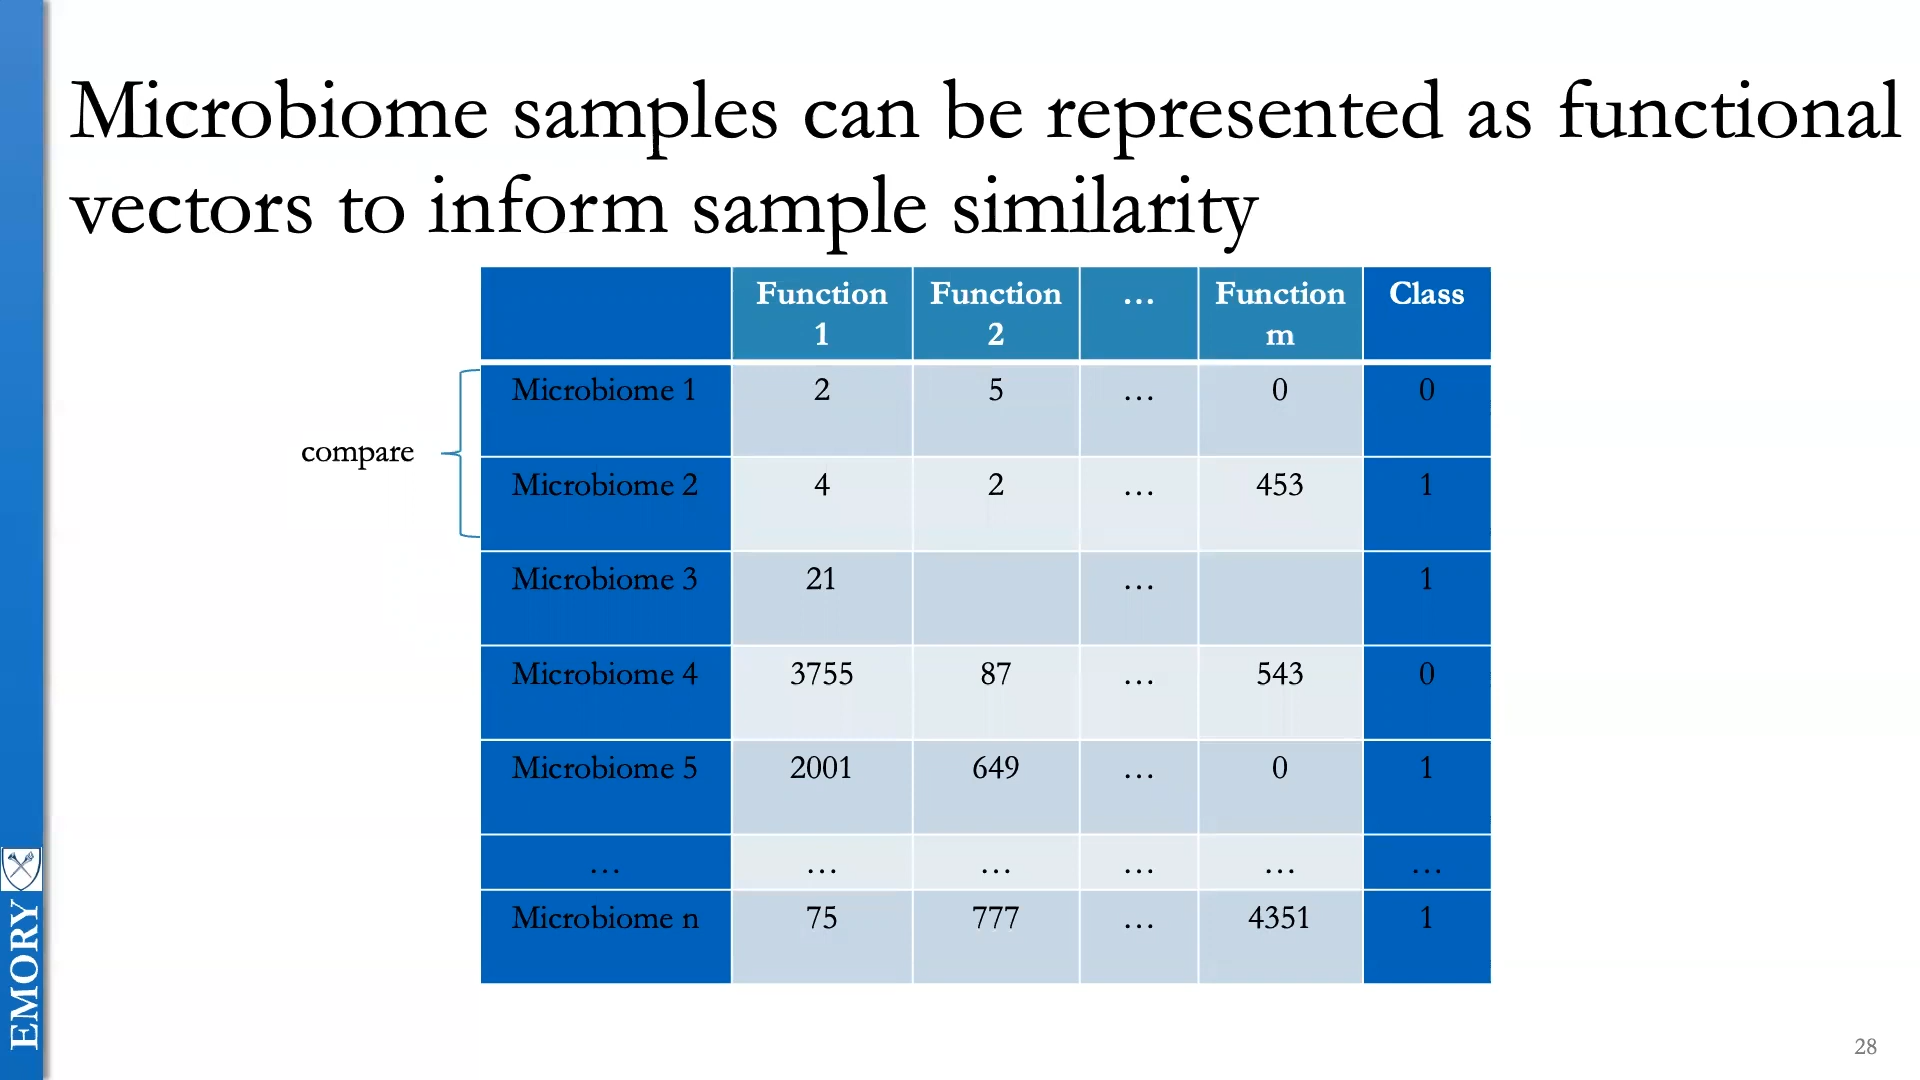 Microbiome samples can be represented as functional
vectors to inform sample similarity
Function 1 Function 2 … Function m Class
compare
Microbiome 1 2 5 … 0 0
Microbiome 2 4 2 … 453 1
Microbiome 3 21 … 1
Microbiome 4 3755 87 … 543 0
Microbiome 5 2001 649 … 0 1
… … … … … …
Microbiome n 75 777 … 4351 1
EMORY
28